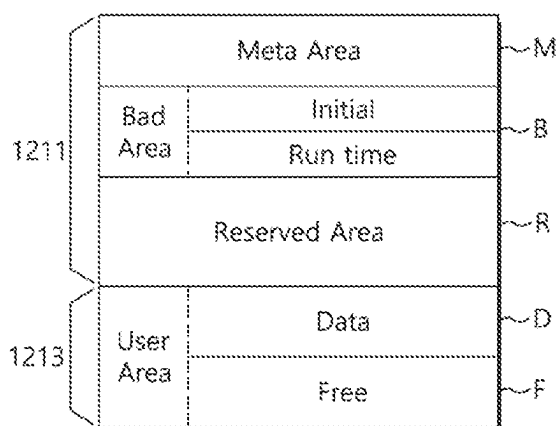 Meta Area
M
Bad
Area
Initial
Run time
B
1211
Reserved Area
R
1213
User
Area
Data
D
Free
F